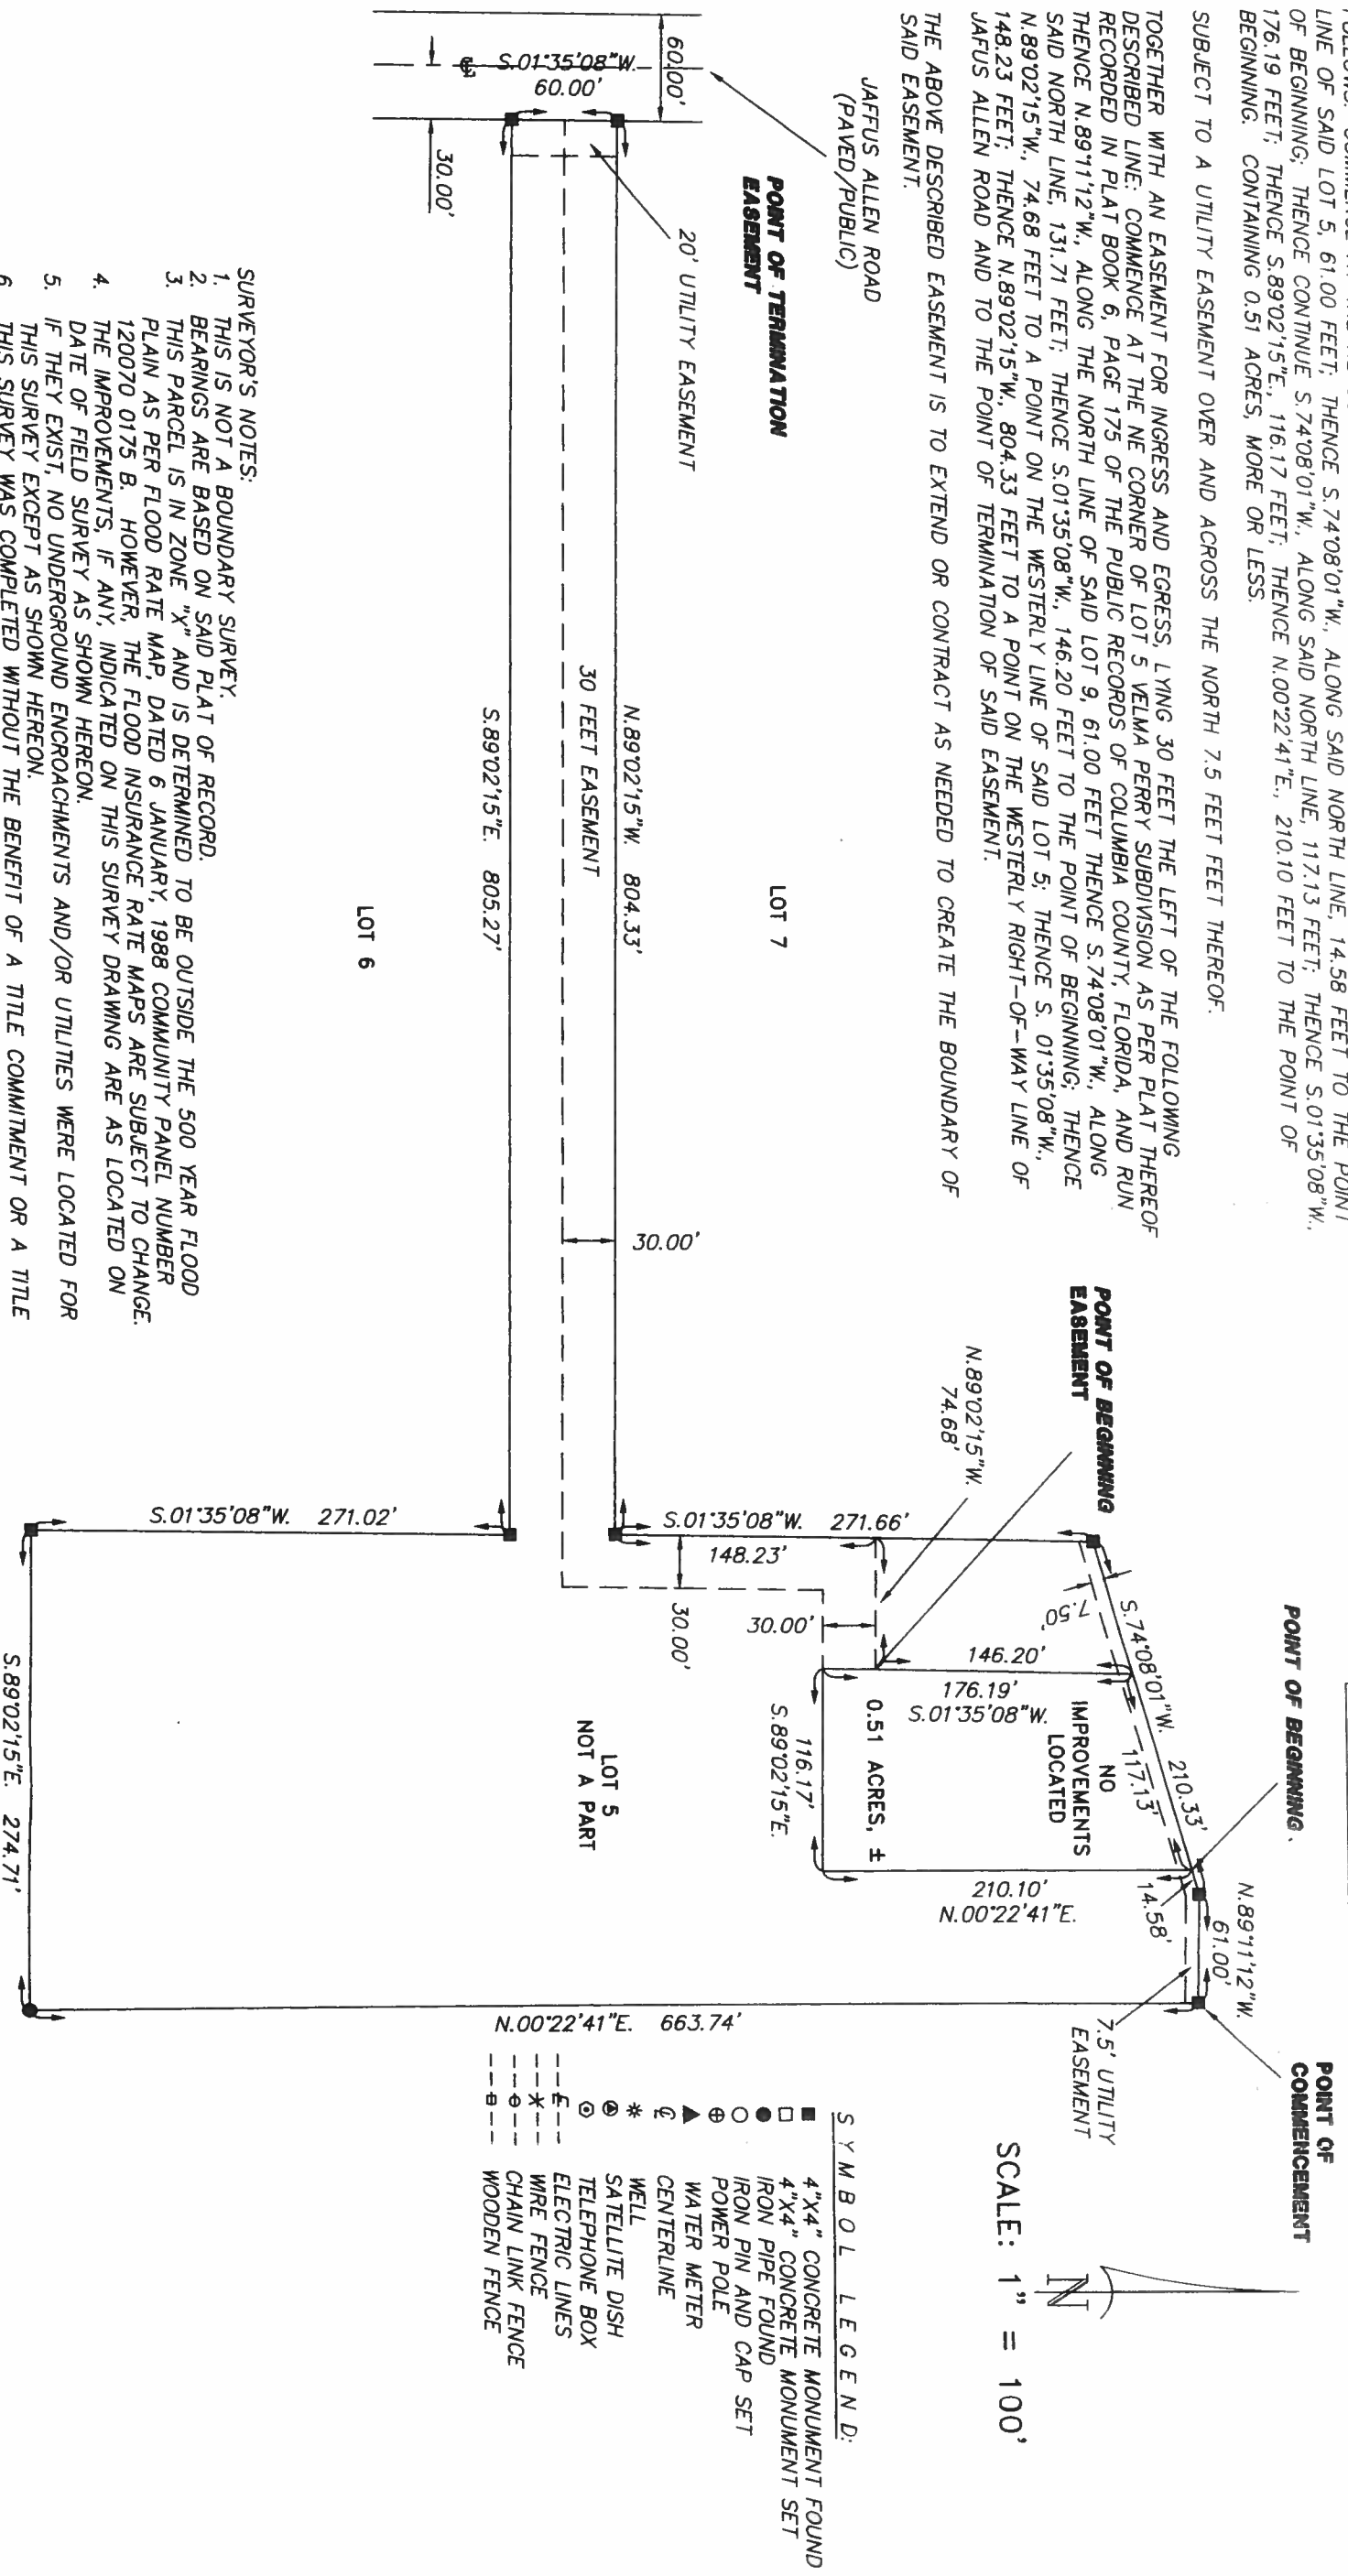 LINE OF SAID LOT 5, 61.00 FEET; THENCE S.74°08'01"W., ALONG SAID NORTH LINE, 14.58 FEET TO THE POINT
OF BEGINNING; THENCE CONTINUE S.74°08'01"W., ALONG SAID NORTH LINE, 117.13 FEET; THENCE S.01°35'08"W.,
176.19 FEET; THENCE S.89°02'15"E., 116.17 FEET; THENCE N.00°22'41"E., 210.10 FEET TO THE POINT OF
BEGINNING. CONTAINING 0.51 ACRES, MORE OR LESS.
SUBJECT TO A UTILITY EASEMENT OVER AND ACROSS THE NORTH 7.5 FEET FEET THEREOF.
TOGETHER WTH AN EASEMENT FOR INGRESS AND EGRESS, LYING 30 FEET THE LEFT OF THE FOLLOWING
DESCRIBED LINE: COMMENCE AT THE NE CORNER OF LOT 5 VELMA PERRY SUBDIVISION AS PER PLAT THEREOF
RECORDED IN PLAT BOOK 6, PAGE 175 OF THE PUBLIC RECORDS OF COLUMBIA COUNTY, FLORIDA, AND RUN
THENCE N.89°11'12"W., ALONG THE NORTH LINE OF SAID LOT 9, 61.00 FEET THENCE S.74°08'01"W., ALONG
SAID NORTH LINE, 131.71 FEET; THENCE S.01°35'08"W., 146.20 FEET TO THE POINT OF BEGINNING; THENCE
N.89°02'15"W., 74.68 FEET TO A POINT ON THE WESTERLY LINE OF SAID LOT 5; THENCE S. 01°35'08"W.,
148.23 FEET; THENCE N.89°02'15"W., 804.33 FEET TO A POINT ON THE WESTERLY RIGHT-OF-WAY LINE OF
JAFUS ALLEN ROAD AND TO THE POINT OF TERMINATION OF SAID EASEMENT.
THE ABOVE DESCRIBED EASEMENT IS TO EXTEND OR CONTRACT AS NEEDED TO CREATE THE BOUNDARY OF
SAID EASEMENT.
POINT OF
COMMENCEMENT
POINT OF BEGINNING
N.89°11'12"W.
61.00'
7.5' UTILITY
EASEMENT
14.58'
S.74°08'01"W. 210.33'
117.13'
7.50'
POINT OF BEGINNING
EASEMENT
NO
IMPROVEMENTS
LOCATED
0.51 ACRES, ±
146.20'
176.19'
S.01°35'08"W.
210.10'
N.00°22'41"E.
116.17'
S.89°02'15"E.
N.89°02'15"W.
74.68'
30.00'
S.01°35'08"W. 271.66'
148.23'
30.00'
LOT 5
NOT A PART
N.00°22'41"E. 663.74'
S.01°35'08"W. 271.02'
S.89°02'15"E. 274.71'
JAFFUS ALLEN ROAD
(PAVED/PUBLIC)
POINT OF TERMINATION
EASEMENT
20' UTILITY EASEMENT
60.00'
S.01°35'08"W.
60.00'
℄
30.00'
LOT 7
N.89°02'15"W. 804.33'
30 FEET EASEMENT
30.00'
S.89°02'15"E. 805.27'
LOT 6
SCALE: 1" = 100'
N
SYMBOL LEGEND:
4"X4" CONCRETE MONUMENT FOUND
4"X4" CONCRETE MONUMENT SET
IRON PIPE FOUND
IRON PIN AND CAP SET
POWER POLE
WATER METER
℄ CENTERLINE
WELL
SATELLITE DISH
TELEPHONE BOX
--E-- ELECTRIC LINES
--X-- WIRE FENCE
CHAIN LINK FENCE
WOODEN FENCE
SURVEYOR'S NOTES:
1. THIS IS NOT A BOUNDARY SURVEY.
2. BEARINGS ARE BASED ON SAID PLAT OF RECORD.
3. THIS PARCEL IS IN ZONE "X" AND IS DETERMINED TO BE OUTSIDE THE 500 YEAR FLOOD
PLAIN AS PER FLOOD RATE MAP, DATED 6 JANUARY, 1988 COMMUNITY PANEL NUMBER
120070 0175 B. HOWEVER, THE FLOOD INSURANCE RATE MAPS ARE SUBJECT TO CHANGE.
4. THE IMPROVEMENTS, IF ANY, INDICATED ON THIS SURVEY DRAWING ARE AS LOCATED ON
DATE OF FIELD SURVEY AS SHOWN HEREON.
5. IF THEY EXIST, NO UNDERGROUND ENCROACHMENTS AND/OR UTILITIES WERE LOCATED FOR
THIS SURVEY EXCEPT AS SHOWN HEREON.
6 THIS SURVEY WAS COMPLETED WITHOUT THE BENEFIT OF A TITLE COMMITMENT OR A TITLE